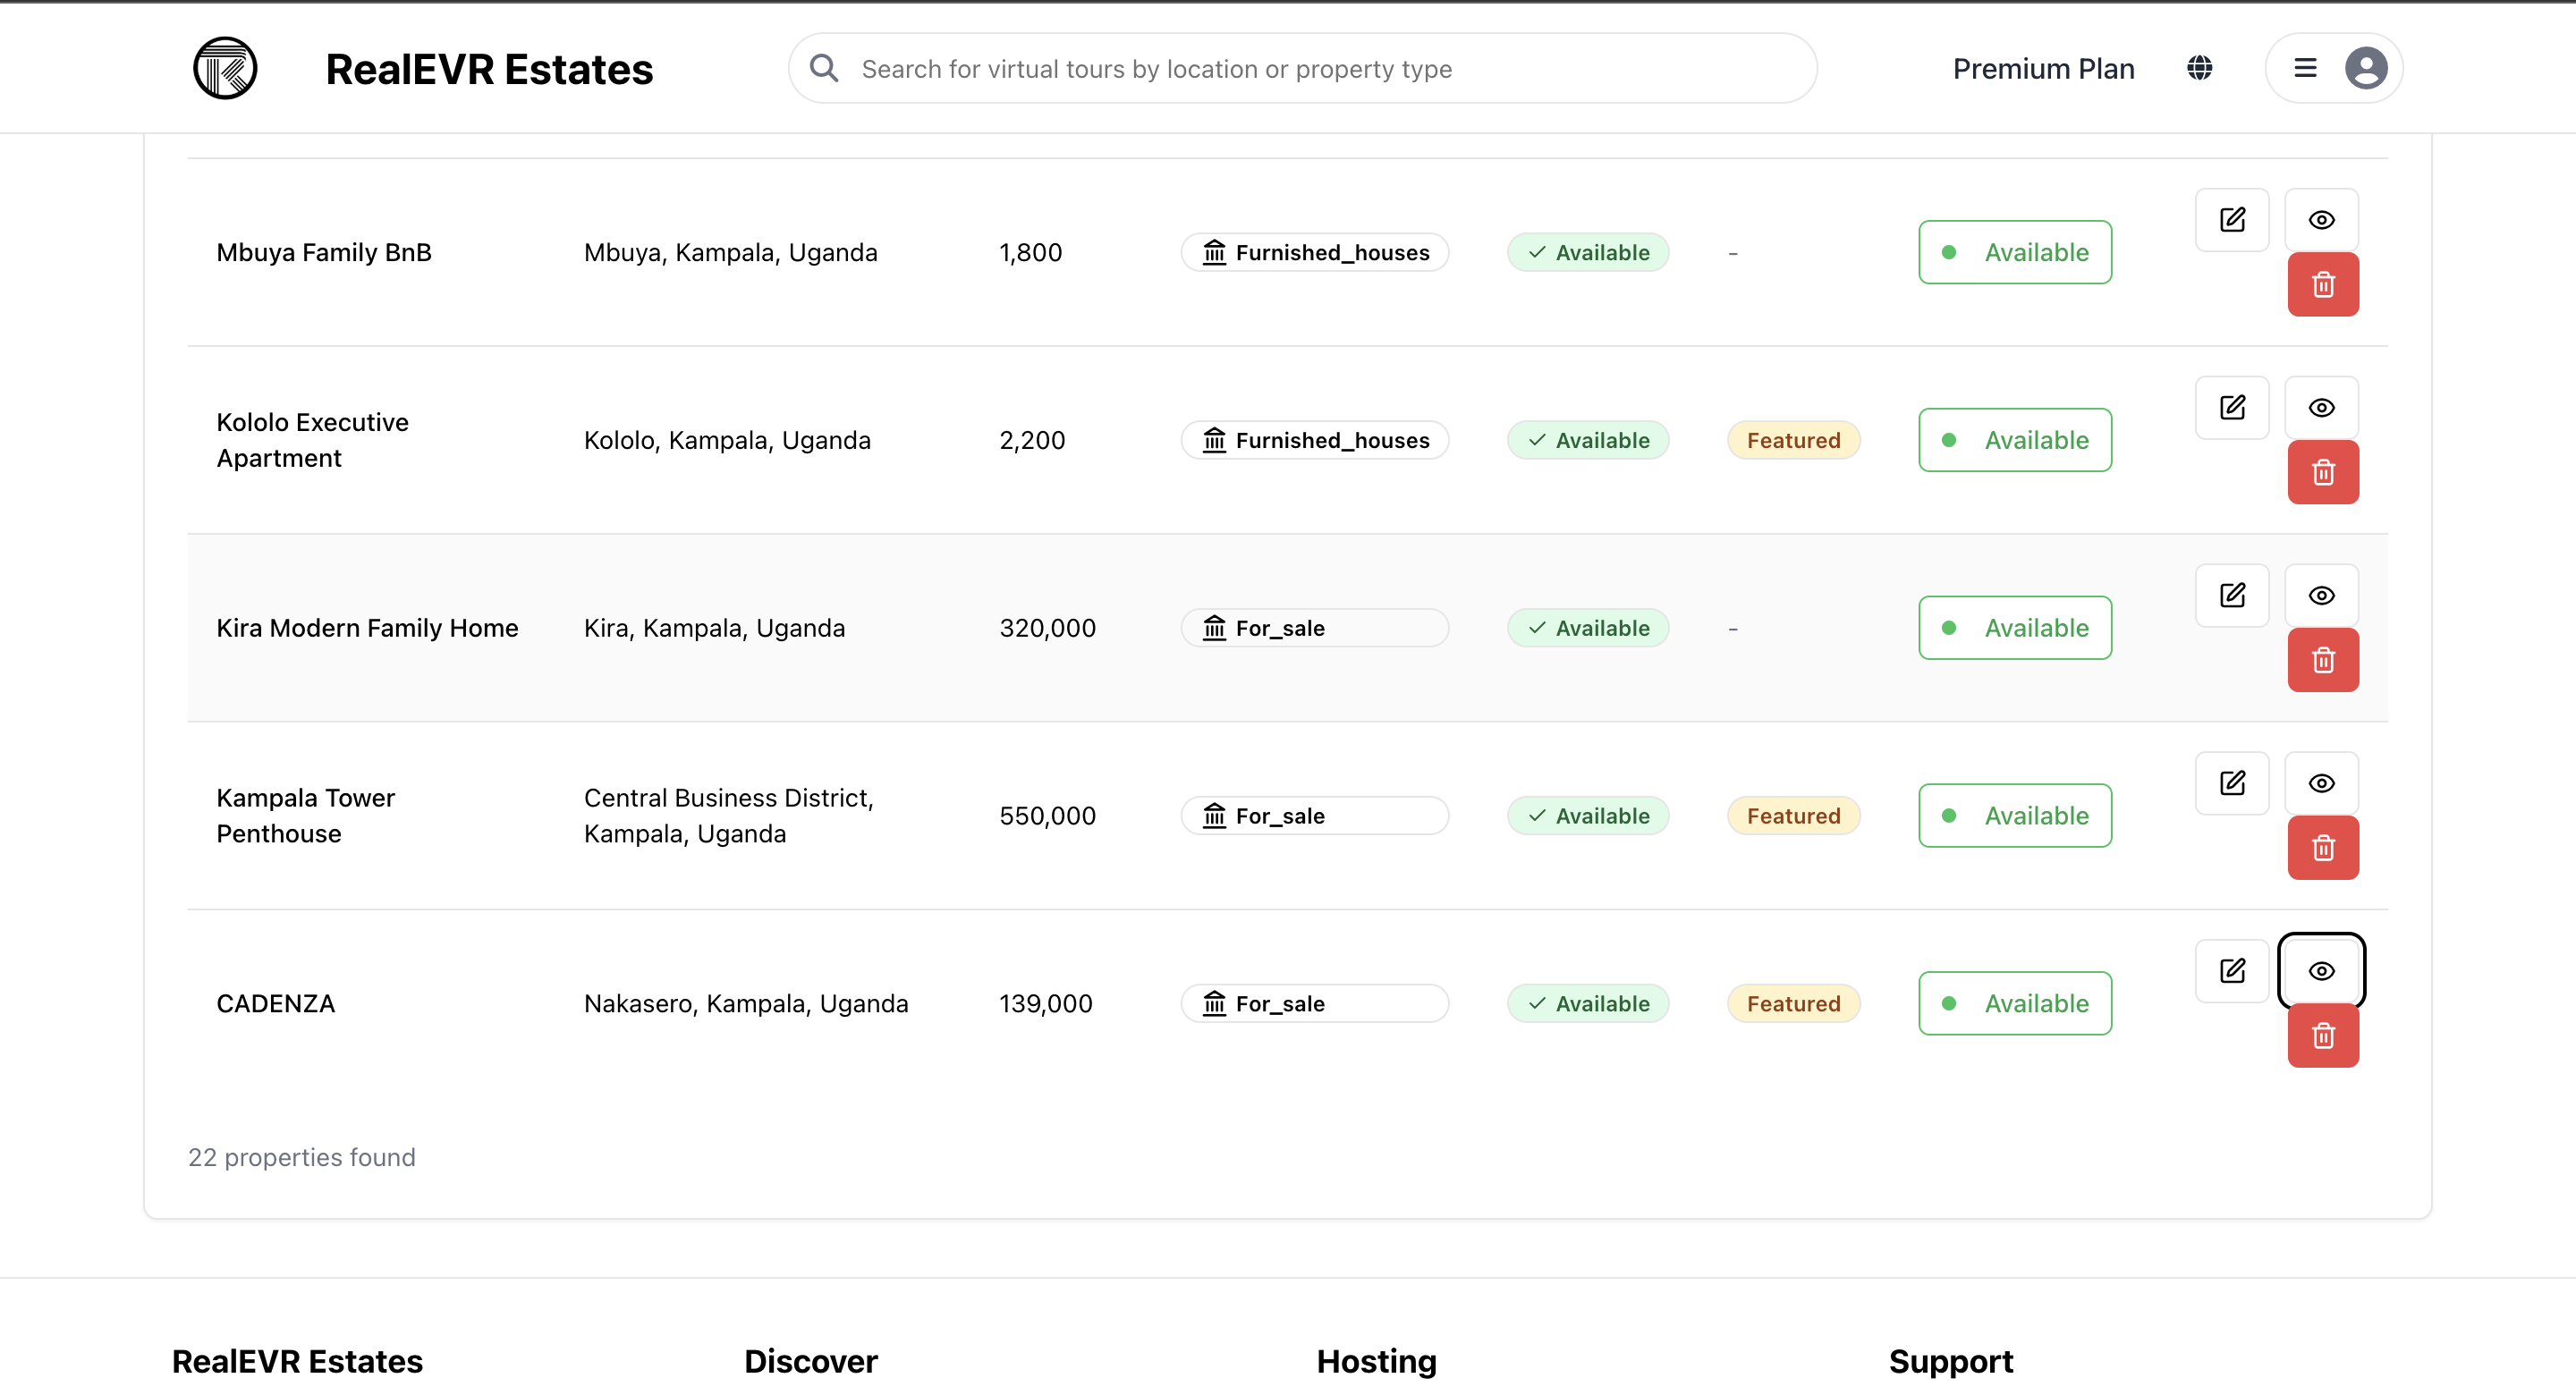 RealEVR Estates
Search for virtual tours by location or property type
Premium Plan
Mbuya Family BnB
Mbuya, Kampala, Uganda
1,800
Furnished_houses
Available
-
Available
Kololo Executive
Apartment
Kololo, Kampala, Uganda
2,200
Furnished_houses
Available
Featured
Available
Kira Modern Family Home
Kira, Kampala, Uganda
320,000
For_sale
Available
-
Available
Kampala Tower
Penthouse
Central Business District,
Kampala, Uganda
550,000
For_sale
Available
Featured
Available
CADENZA
Nakasero, Kampala, Uganda
139,000
For_sale
Available
Featured
Available
22 properties found
RealEVR Estates
Discover
Hosting
Support